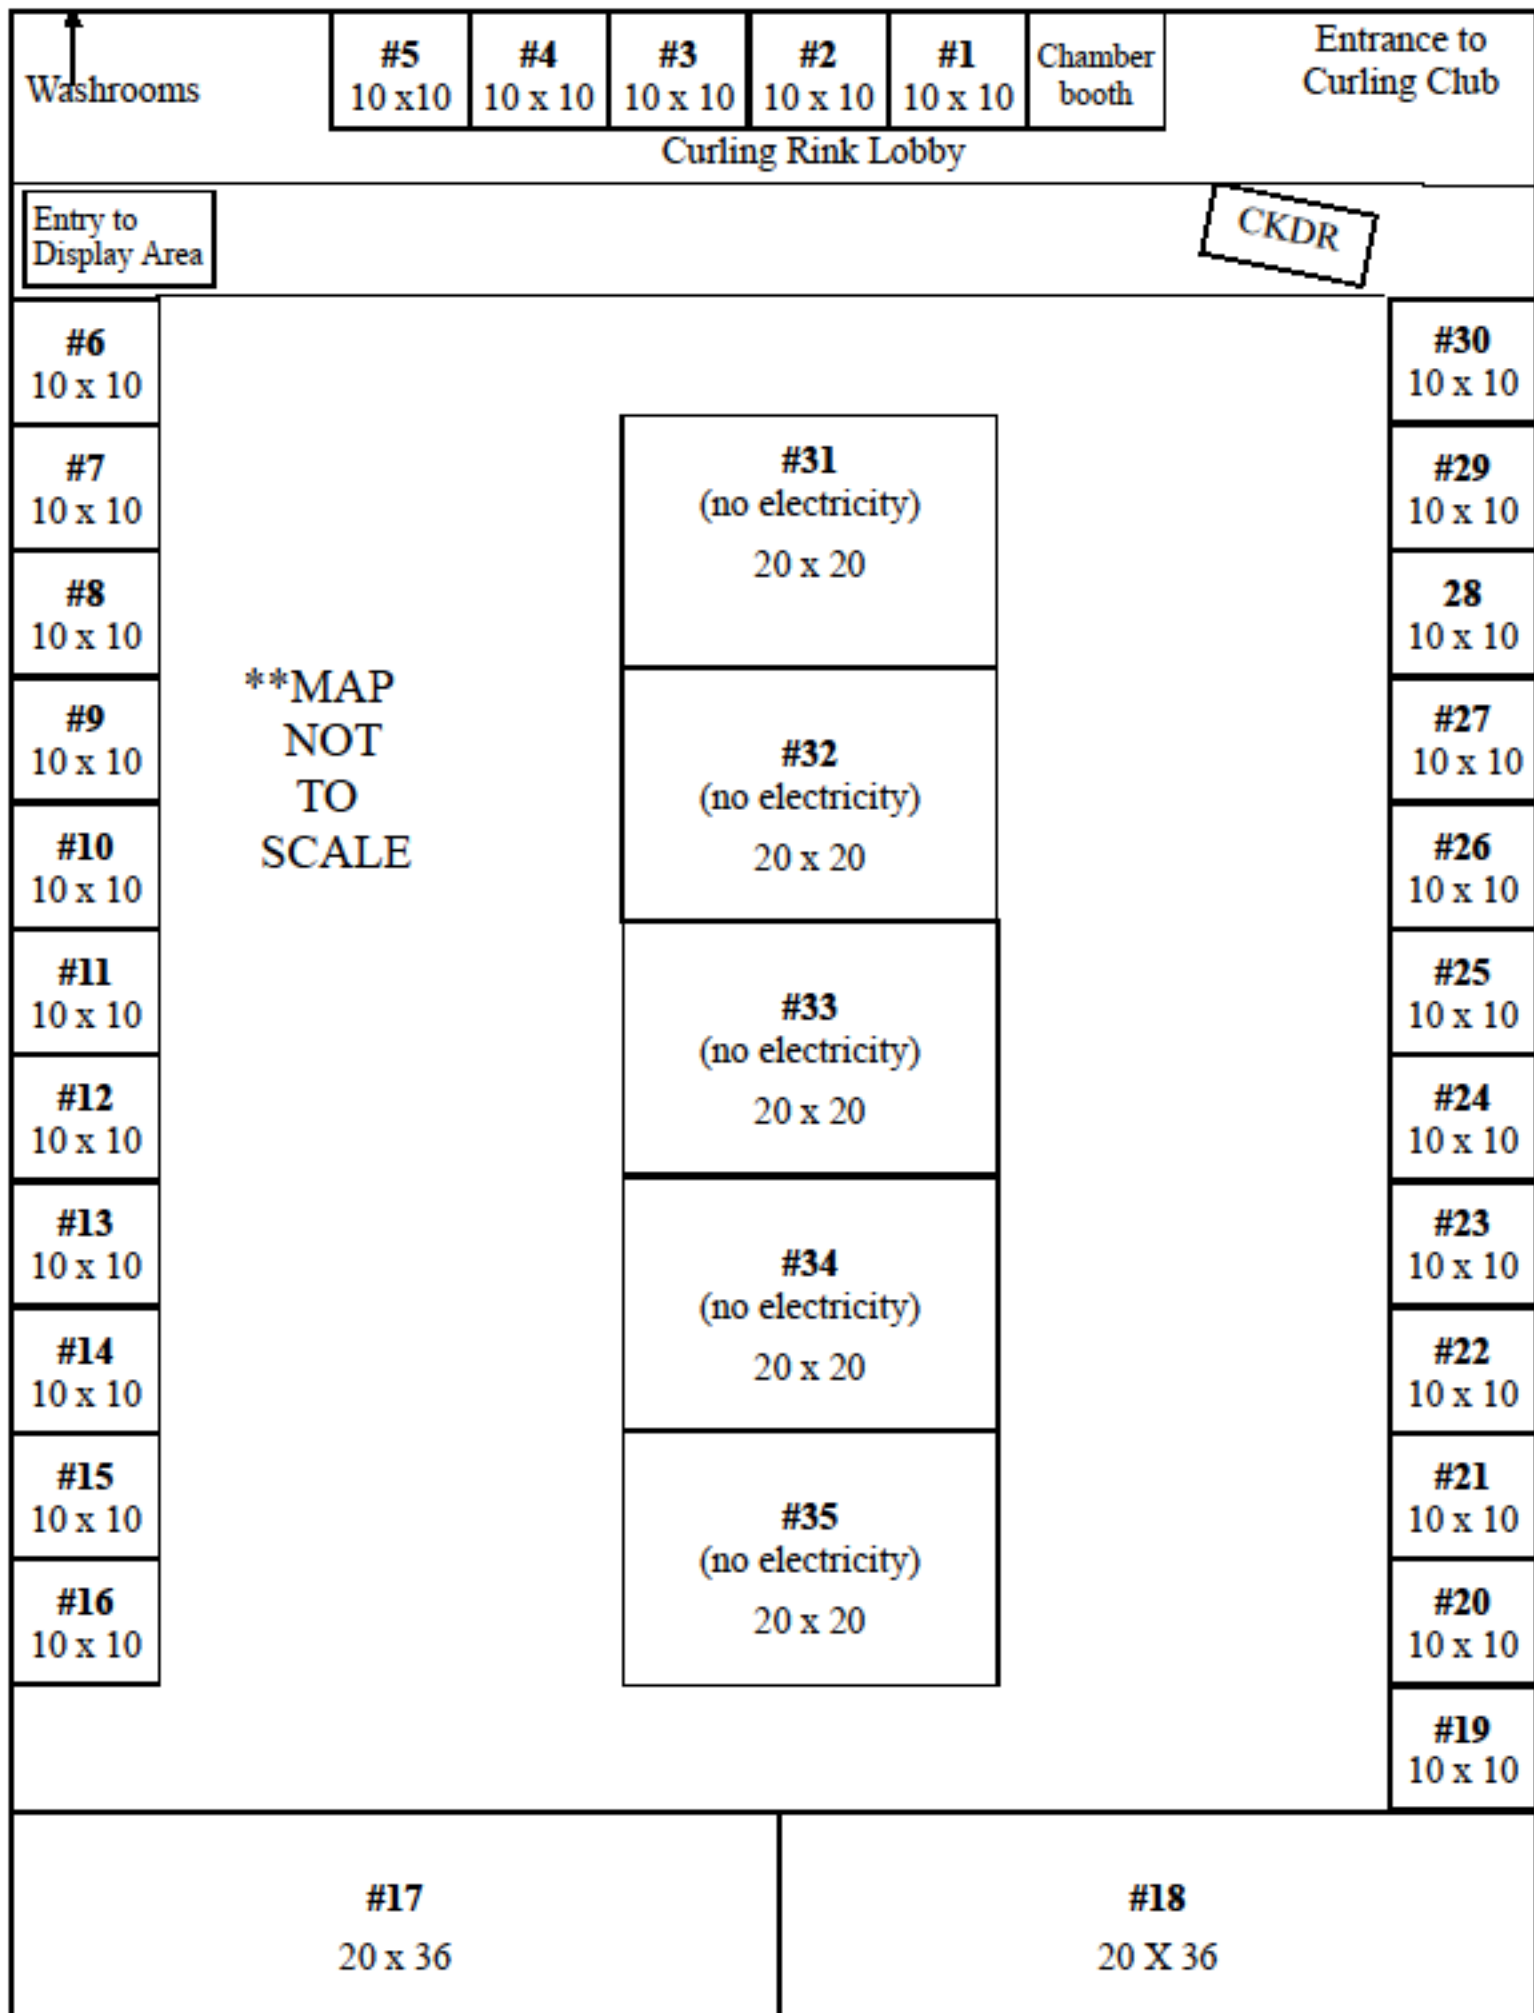 Washrooms
#5
10 x10
#4
10 x 10
#3
10 x 10
#2
10 x 10
#1
10 x 10
Chamber
booth
Entrance to
Curling Club
Curling Rink Lobby
Entry to
Display Area
CKDR
#6
10 x 10
#7
10 x 10
#8
10 x 10
#9
10 x 10
#10
10 x 10
#11
10 x 10
#12
10 x 10
#13
10 x 10
#14
10 x 10
#15
10 x 10
#16
10 x 10
**MAP
NOT
TO
SCALE
#31
(no electricity)
20 x 20
#32
(no electricity)
20 x 20
#33
(no electricity)
20 x 20
#34
(no electricity)
20 x 20
#35
(no electricity)
20 x 20
#30
10 x 10
#29
10 x 10
28
10 x 10
#27
10 x 10
#26
10 x 10
#25
10 x 10
#24
10 x 10
#23
10 x 10
#22
10 x 10
#21
10 x 10
#20
10 x 10
#19
10 x 10
#17
20 x 36
#18
20 X 36